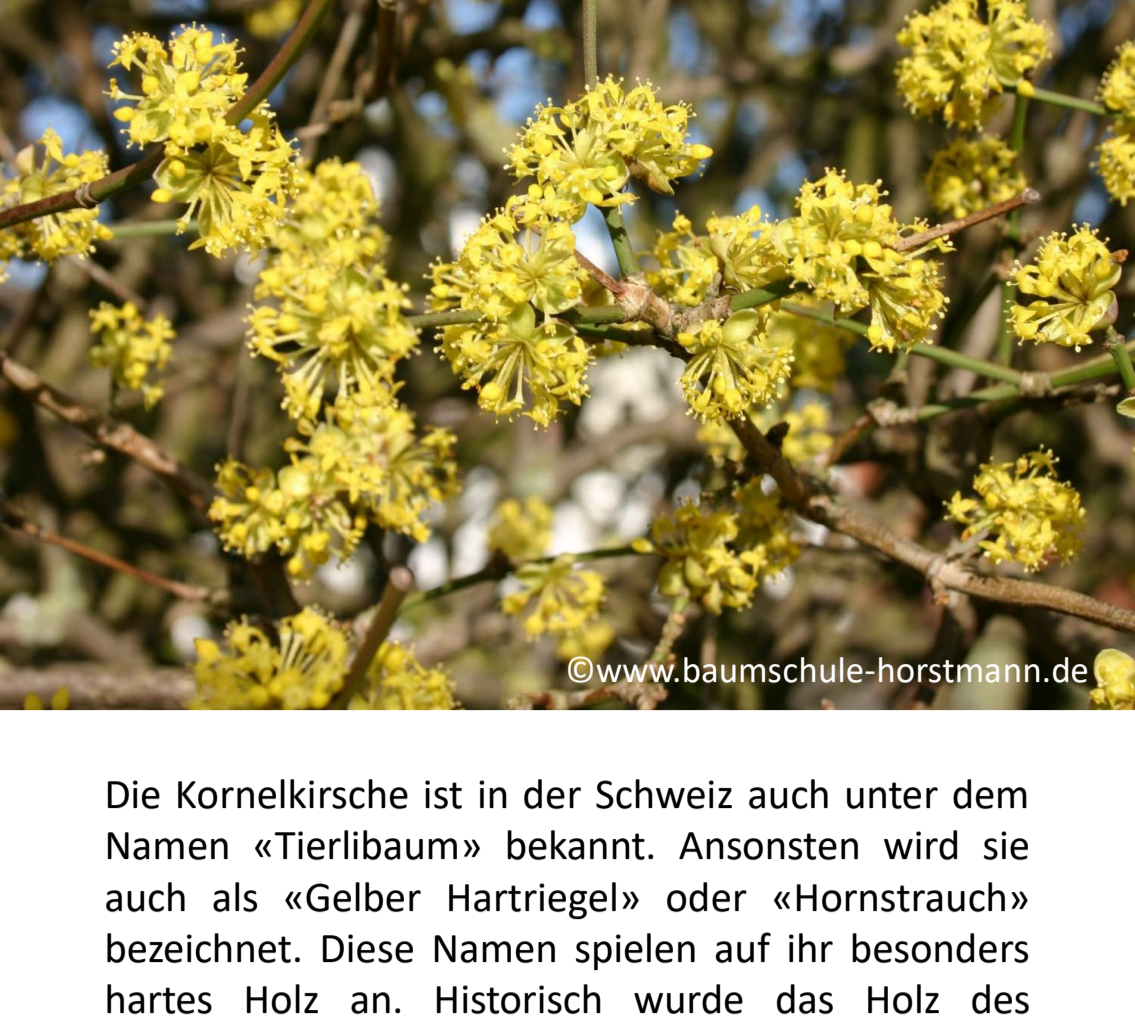 ©www.baumschule-horstmann.de
Die Kornelkirsche ist in der Schweiz auch unter dem
Namen «Tierlibaum» bekannt. Ansonsten wird sie
auch als «Gelber Hartriegel» oder «Hornstrauch»
bezeichnet. Diese Namen spielen auf ihr besonders
hartes Holz an. Historisch wurde das Holz des